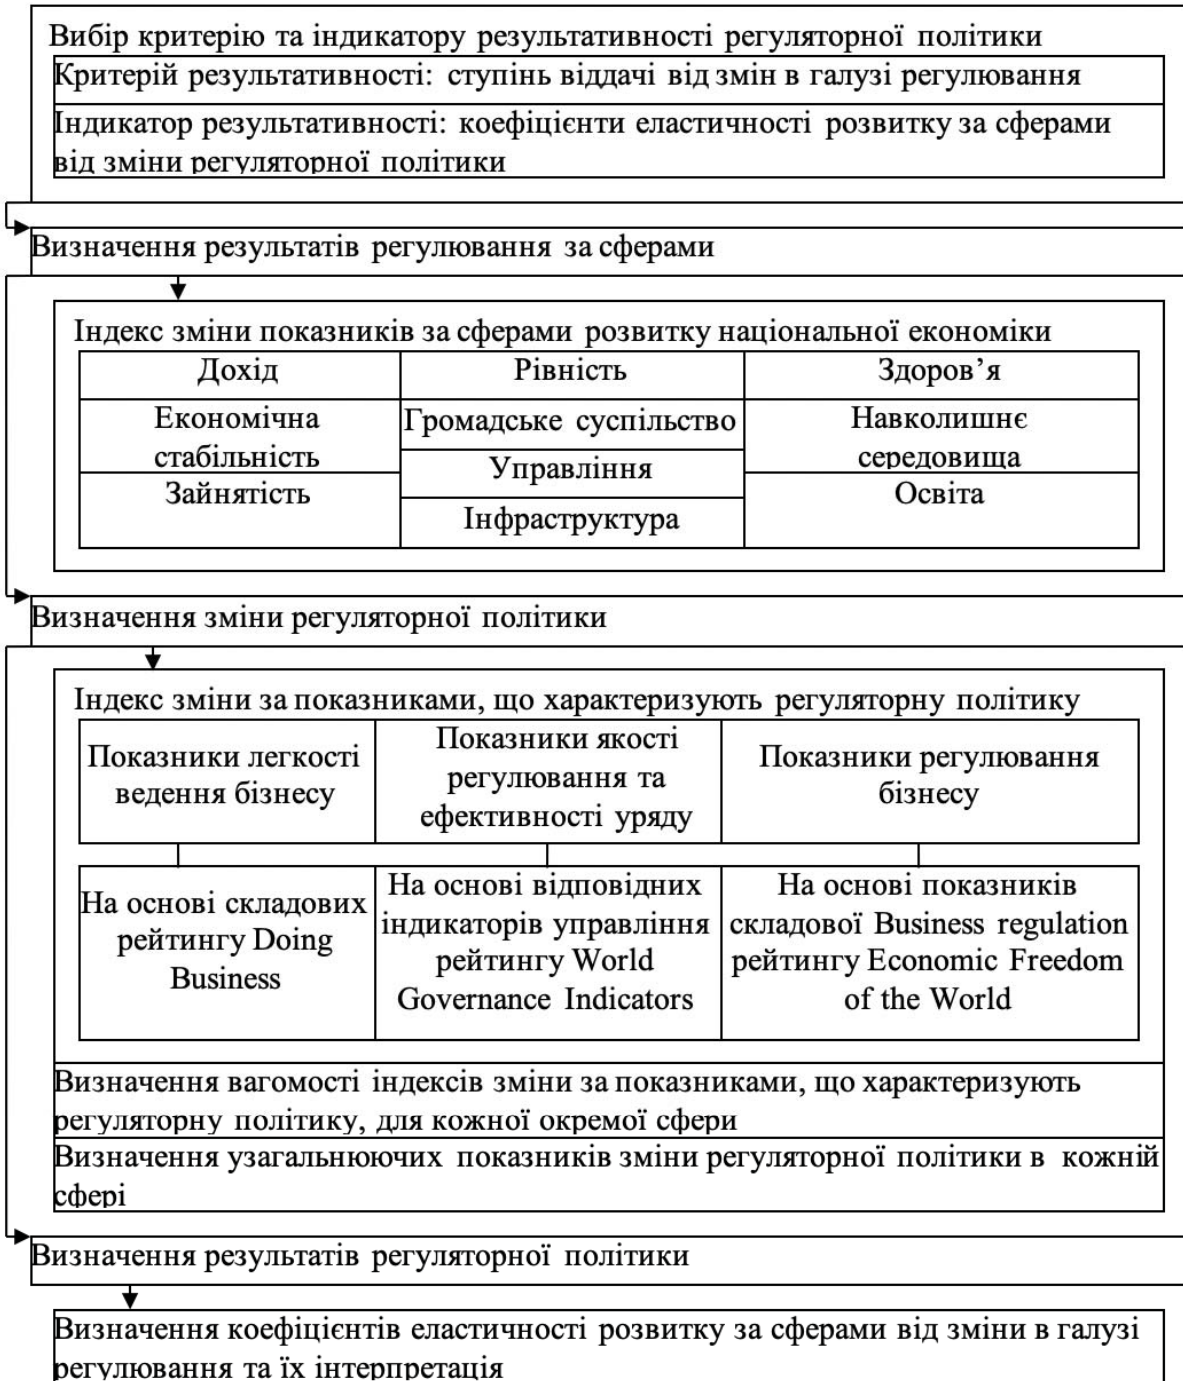 Вибір критерію та індикатору результативності регуляторної політики
Критерій результативності: ступінь віддачі від змін в галузі регулювання
Індикатор результативності: коефіцієнти еластичності розвитку за сферами
від зміни регуляторної політики
Визначення результатів регулювання за сферами
Індекс зміни показників за сферами розвитку національної економіки
Дохід
Економічна
стабільність
Зайнятість
Рівність
Громадське суспільство
Управління
Інфраструктура
Здоров’я
Навколишнє
середовища
Освіта
Визначення зміни регуляторної політики
Індекс зміни за показниками, що характеризують регуляторну політику
Показники легкості
ведення бізнесу
Показники якості
регулювання та
ефективності уряду
Показники регулювання
бізнесу
На основі складових
рейтингу Doing
Business
На основі відповідних
індикаторів управління
рейтингу World
Governance Indicators
На основі показників
складової Business regulation
рейтингу Economic Freedom
of the World
Визначення вагомості індексів зміни за показниками, що характеризують
регуляторну політику, для кожної окремої сфери
Визначення узагальнюючих показників зміни регуляторної політики в кожній
сфері
Визначення результатів регуляторної політики
Визначення коефіцієнтів еластичності розвитку за сферами від зміни в галузі
регулювання та їх інтерпретація